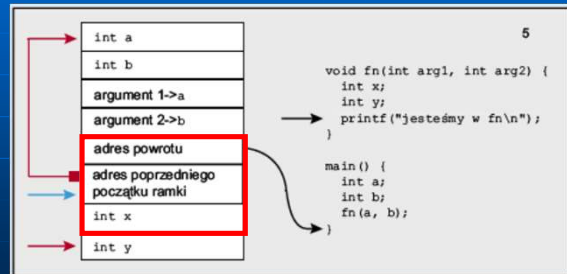 5
int a
int b
argument 1->a
argument 2->b
adres powrotu
adres poprzedniego
początku ramki
int x
int y
void fn(int arg1, int arg2) {
int x;
int y;
printf("jesteśmy w fn\n");
}
main() {
int a;
int b;
fn(a, b);
}